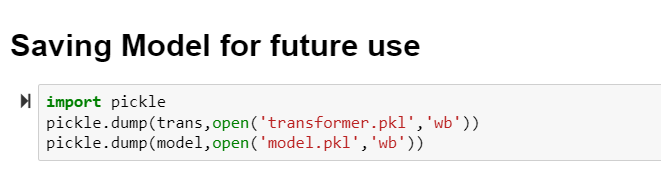 Saving Model for future use
import pickle
pickle.dump(trans,open('transformer.pkl','wb'))
pickle.dump(model,open('model.pkl','wb'))